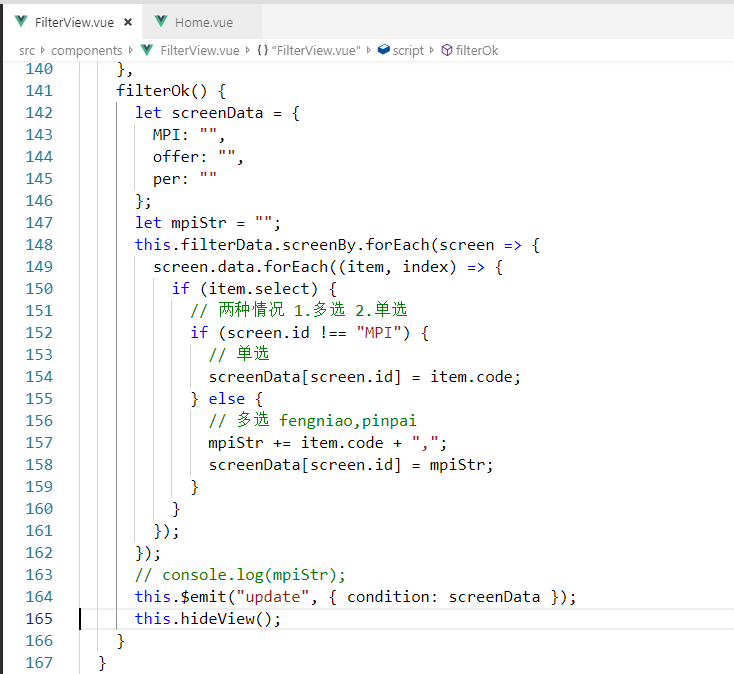 FilterView.vue × Home.vue
src › components › FilterView.vue › {} "FilterView.vue" › script › filterOk
140 },
141 filterOk() {
142 let screenData = {
143 MPI: "",
144 offer: "",
145 per: ""
146 };
147 let mpiStr = "";
148 this.filterData.screenBy.forEach(screen => {
149 screen.data.forEach((item, index) => {
150 if (item.select) {
151 // 两种情况 1.多选 2.单选
152 if (screen.id !== "MPI") {
153 // 单选
154 screenData[screen.id] = item.code;
155 } else {
156 // 多选 fengniao,pinpai
157 mpiStr += item.code + ",";
158 screenData[screen.id] = mpiStr;
159 }
160 }
161 });
162 });
163 // console.log(mpiStr);
164 this.$emit("update", { condition: screenData });
165 this.hideView();
166 }
167 }